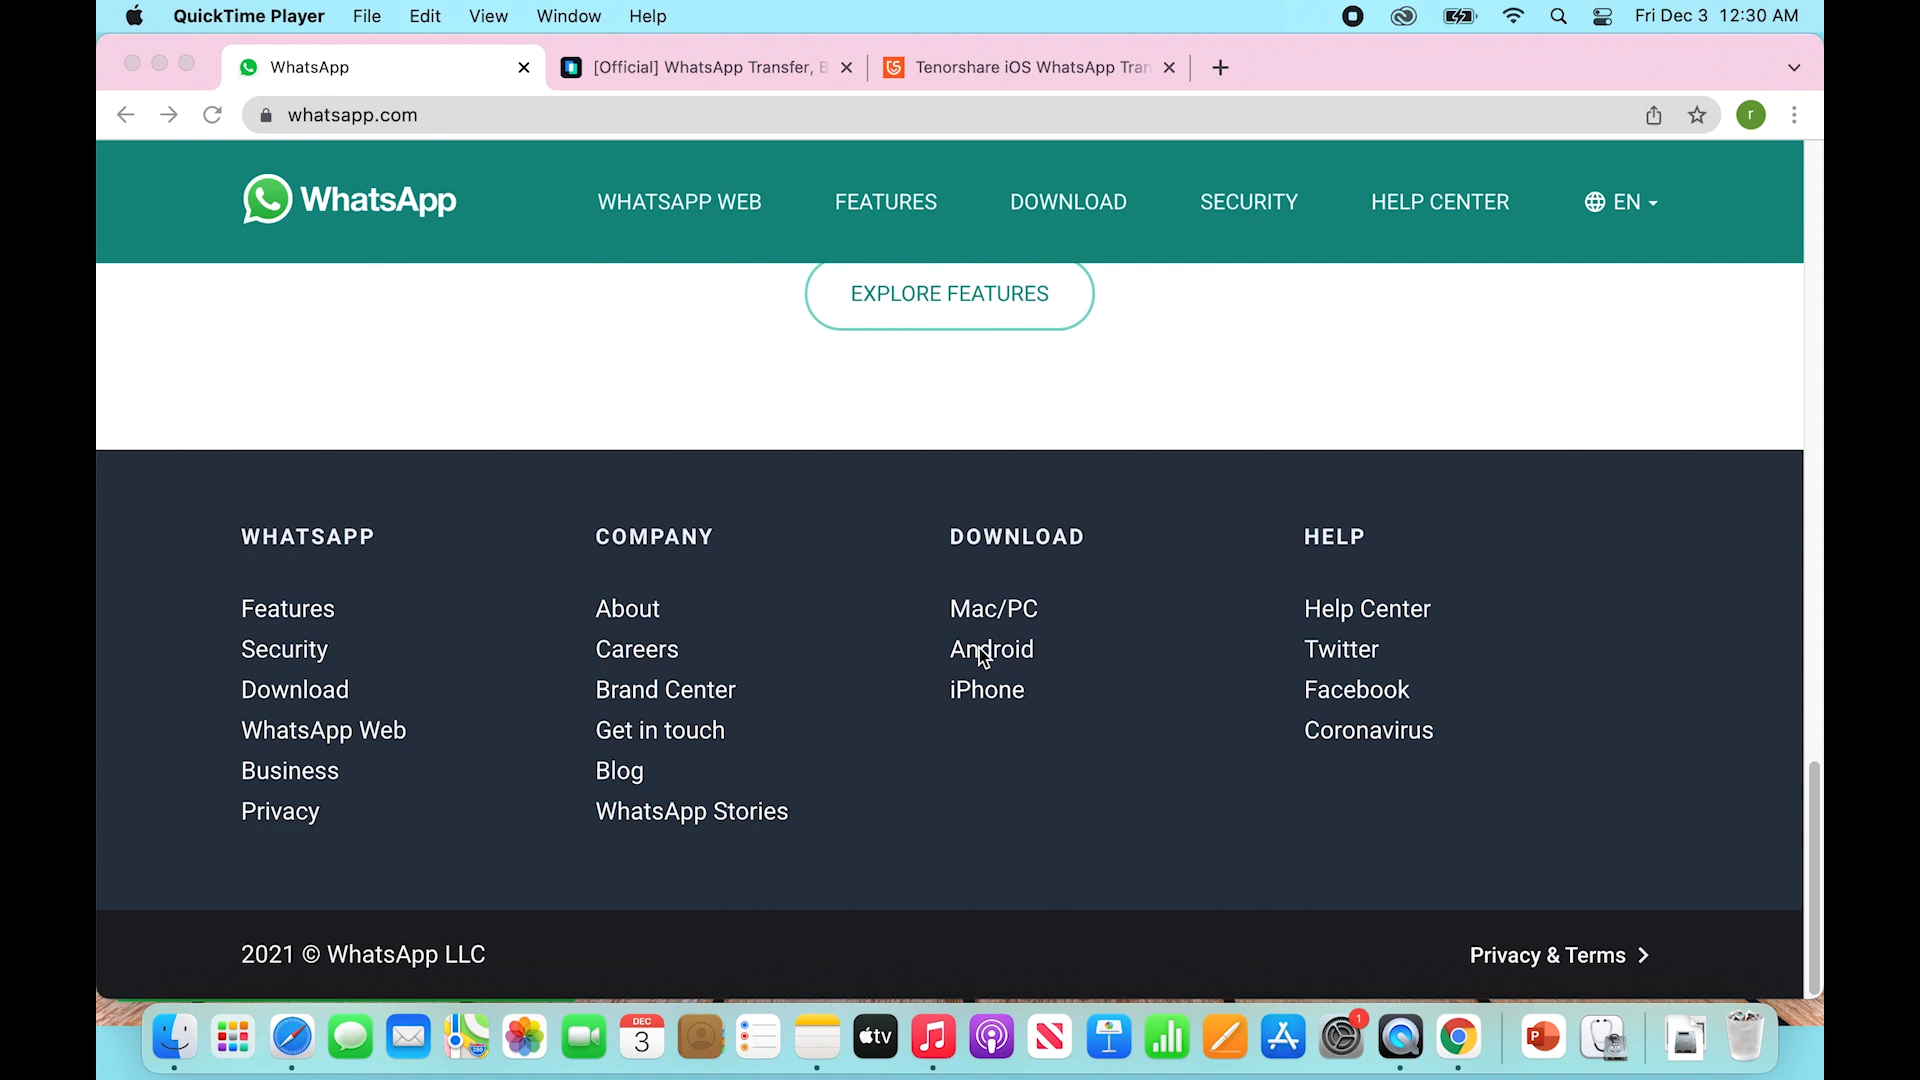 QuickTime Player File Edit View Window Help Fri Dec 3 12:30 AM
WhatsApp [Official] WhatsApp Transfer, B Tenorshare iOS WhatsApp Tran
whatsapp.com r
WhatsApp WHATSAPP WEB FEATURES DOWNLOAD SECURITY HELP CENTER EN
EXPLORE FEATURES
WHATSAPP COMPANY DOWNLOAD HELP
Features About Mac/PC Help Center
Security Careers Android Twitter
Download Brand Center iPhone Facebook
WhatsApp Web Get in touch Coronavirus
Business Blog
Privacy WhatsApp Stories
2021 © WhatsApp LLC Privacy & Terms
DEC 3 tv 1 P